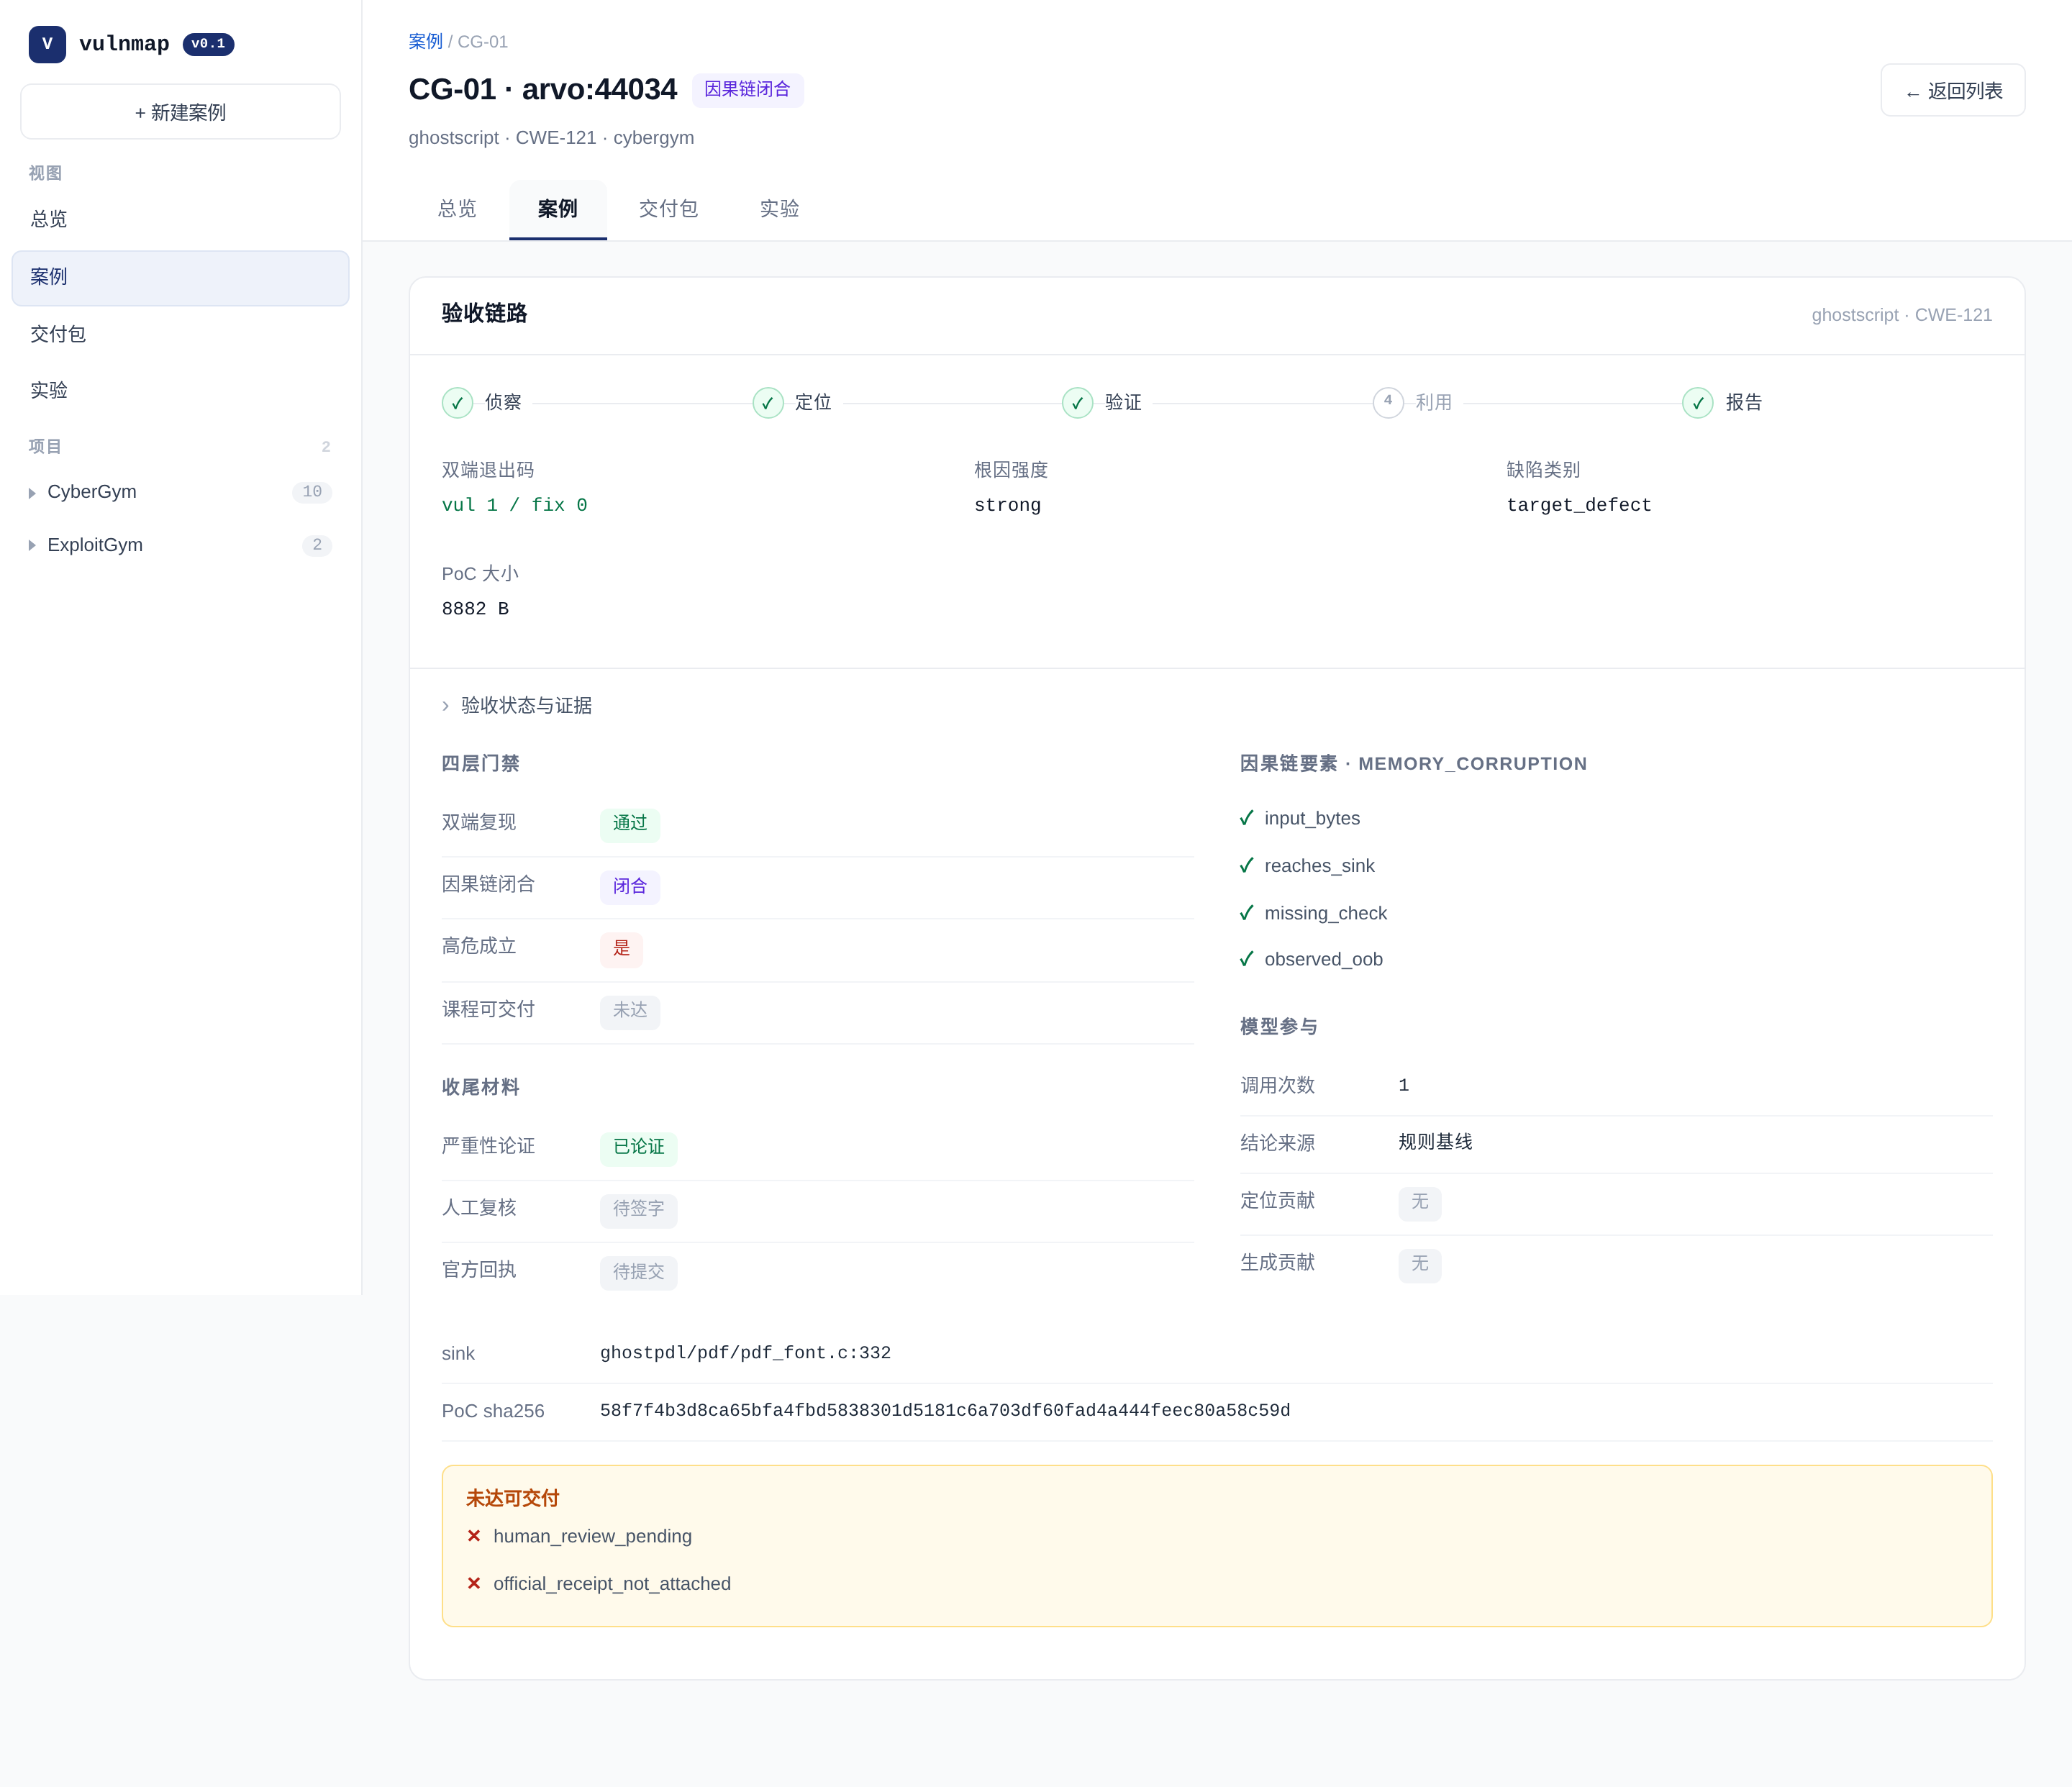 V vulnmap v0.1
+ 新建案例
视图
总览
案例
交付包
实验
项目 2
CyberGym 10
ExploitGym 2
案例 / CG-01
CG-01 · arvo:44034 因果链闭合
← 返回列表
ghostscript · CWE-121 · cybergym
总览 案例 交付包 实验
验收链路 ghostscript · CWE-121
✓ 侦察 ✓ 定位 ✓ 验证 4 利用 ✓ 报告
双端退出码 根因强度 缺陷类别
vul 1 / fix 0 strong target_defect
PoC 大小
8882 B
› 验收状态与证据
四层门禁
双端复现 通过
因果链闭合 闭合
高危成立 是
课程可交付 未达
收尾材料
严重性论证 已论证
人工复核 待签字
官方回执 待提交
因果链要素 · MEMORY_CORRUPTION
✓ input_bytes
✓ reaches_sink
✓ missing_check
✓ observed_oob
模型参与
调用次数 1
结论来源 规则基线
定位贡献 无
生成贡献 无
sink ghostpdl/pdf/pdf_font.c:332
PoC sha256 58f7f4b3d8ca65bfa4fbd5838301d5181c6a703df60fad4a444feec80a58c59d
未达可交付
✕ human_review_pending
✕ official_receipt_not_attached